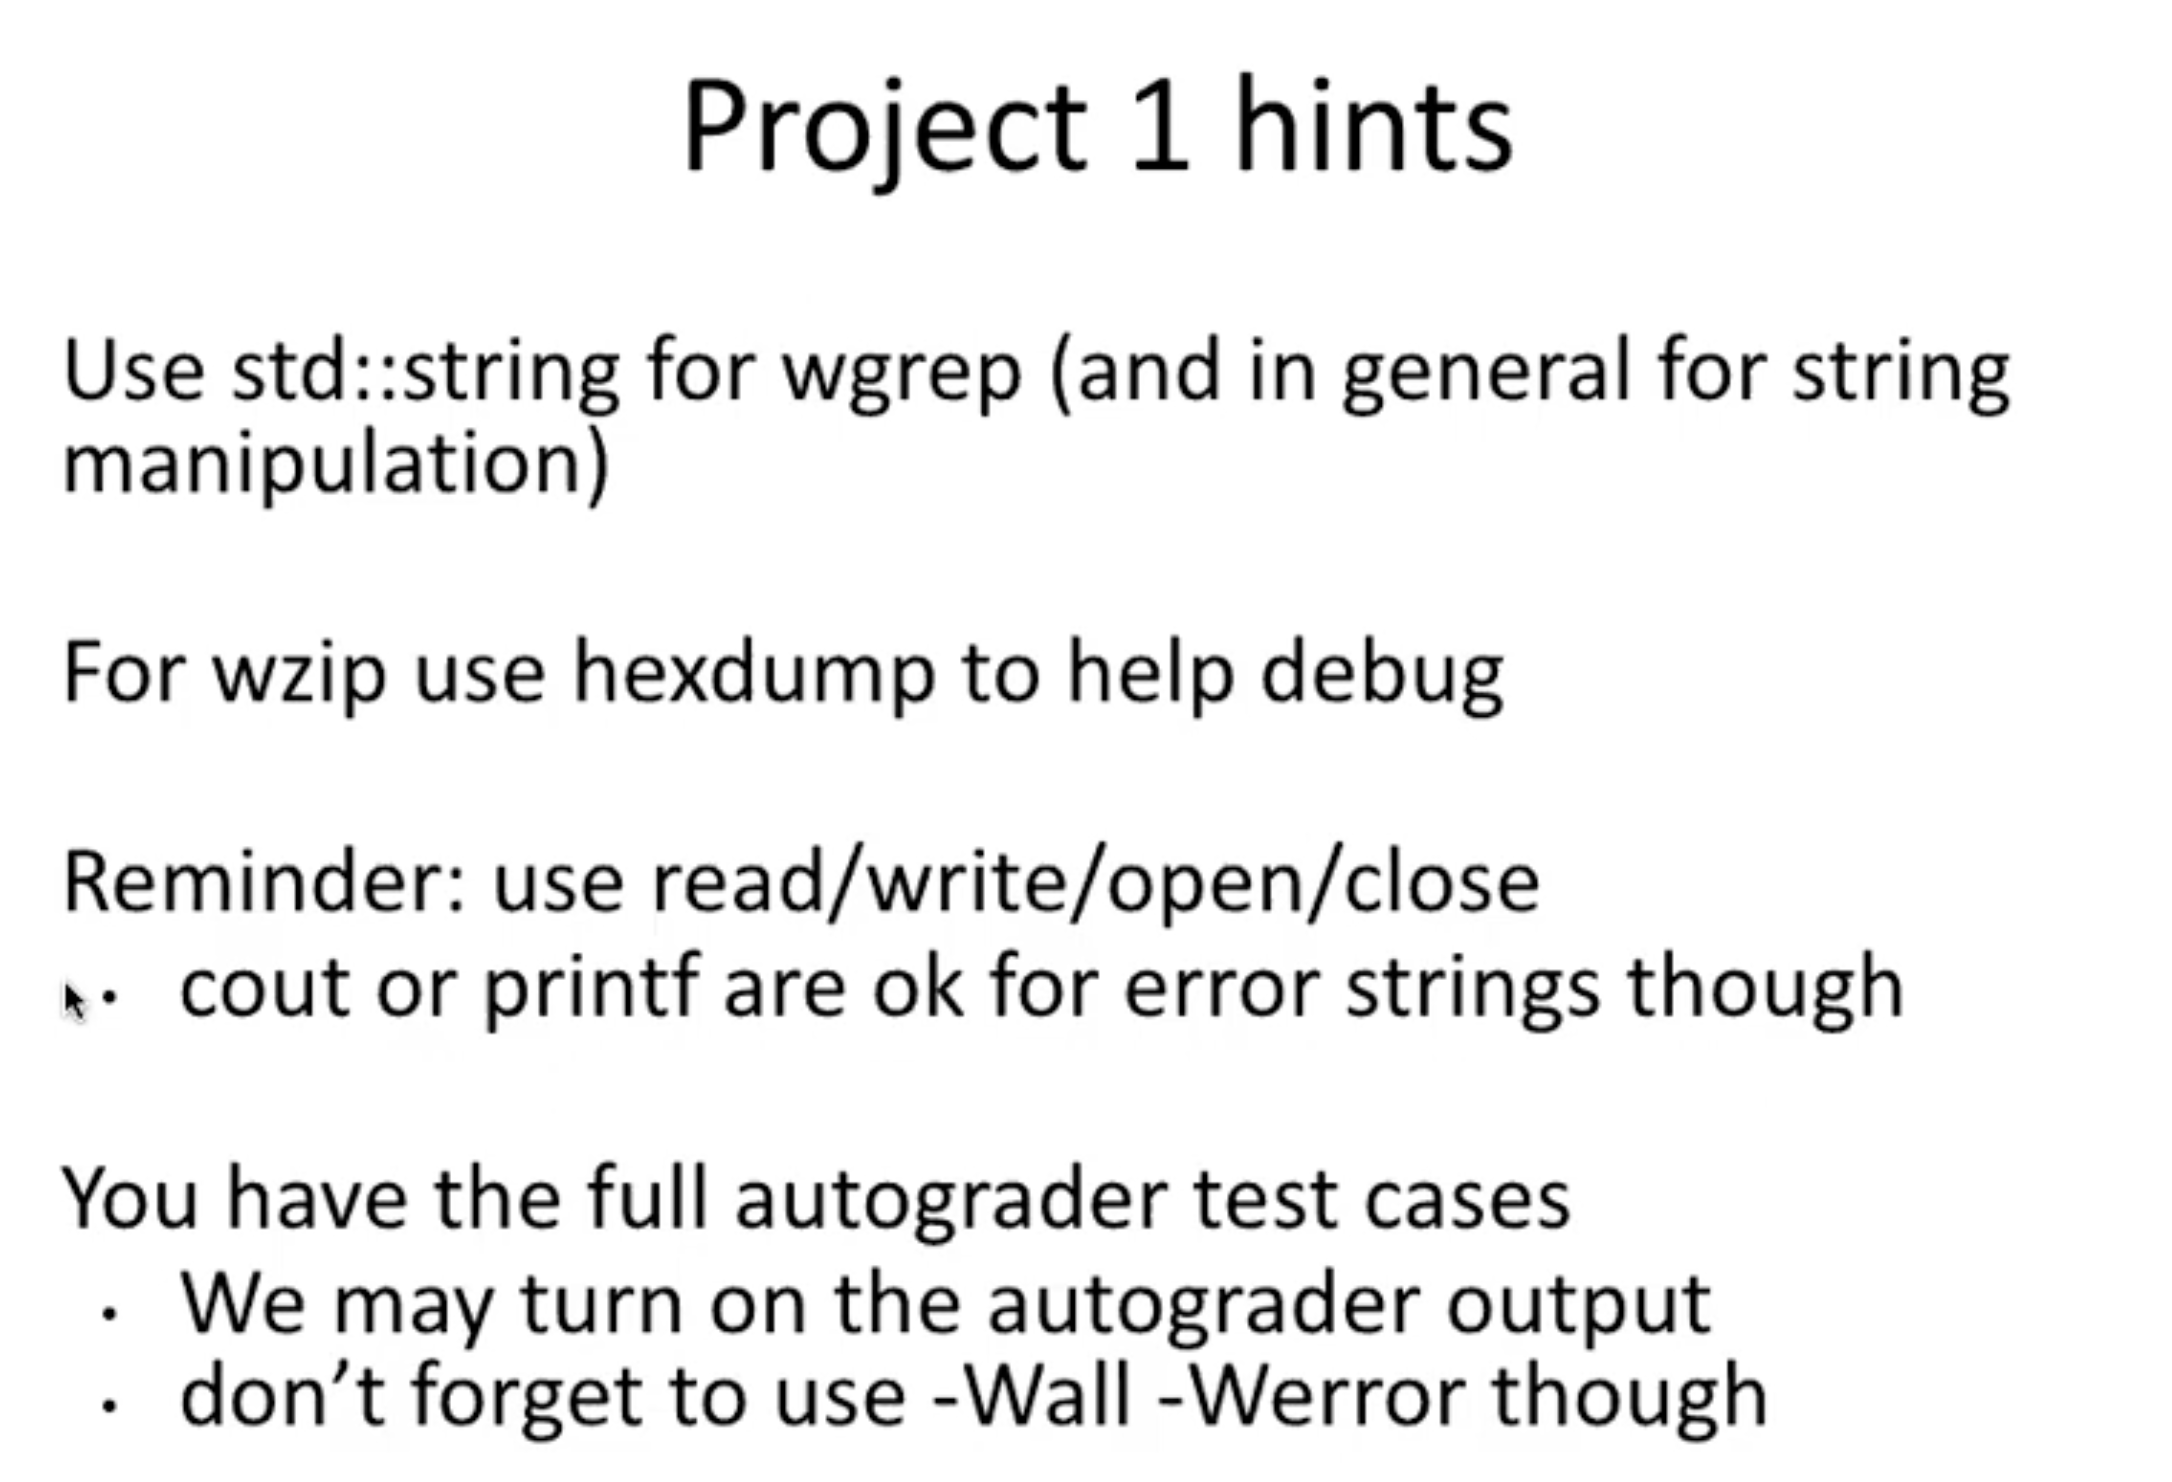 Project 1 hints
Use std::string for wgrep (and in general for string
manipulation)
For wzip use hexdump to help debug
Reminder: use read/write/open/close
· cout or printf are ok for error strings though
You have the full autograder test cases
· We may turn on the autograder output
· don’t forget to use -Wall -Werror though